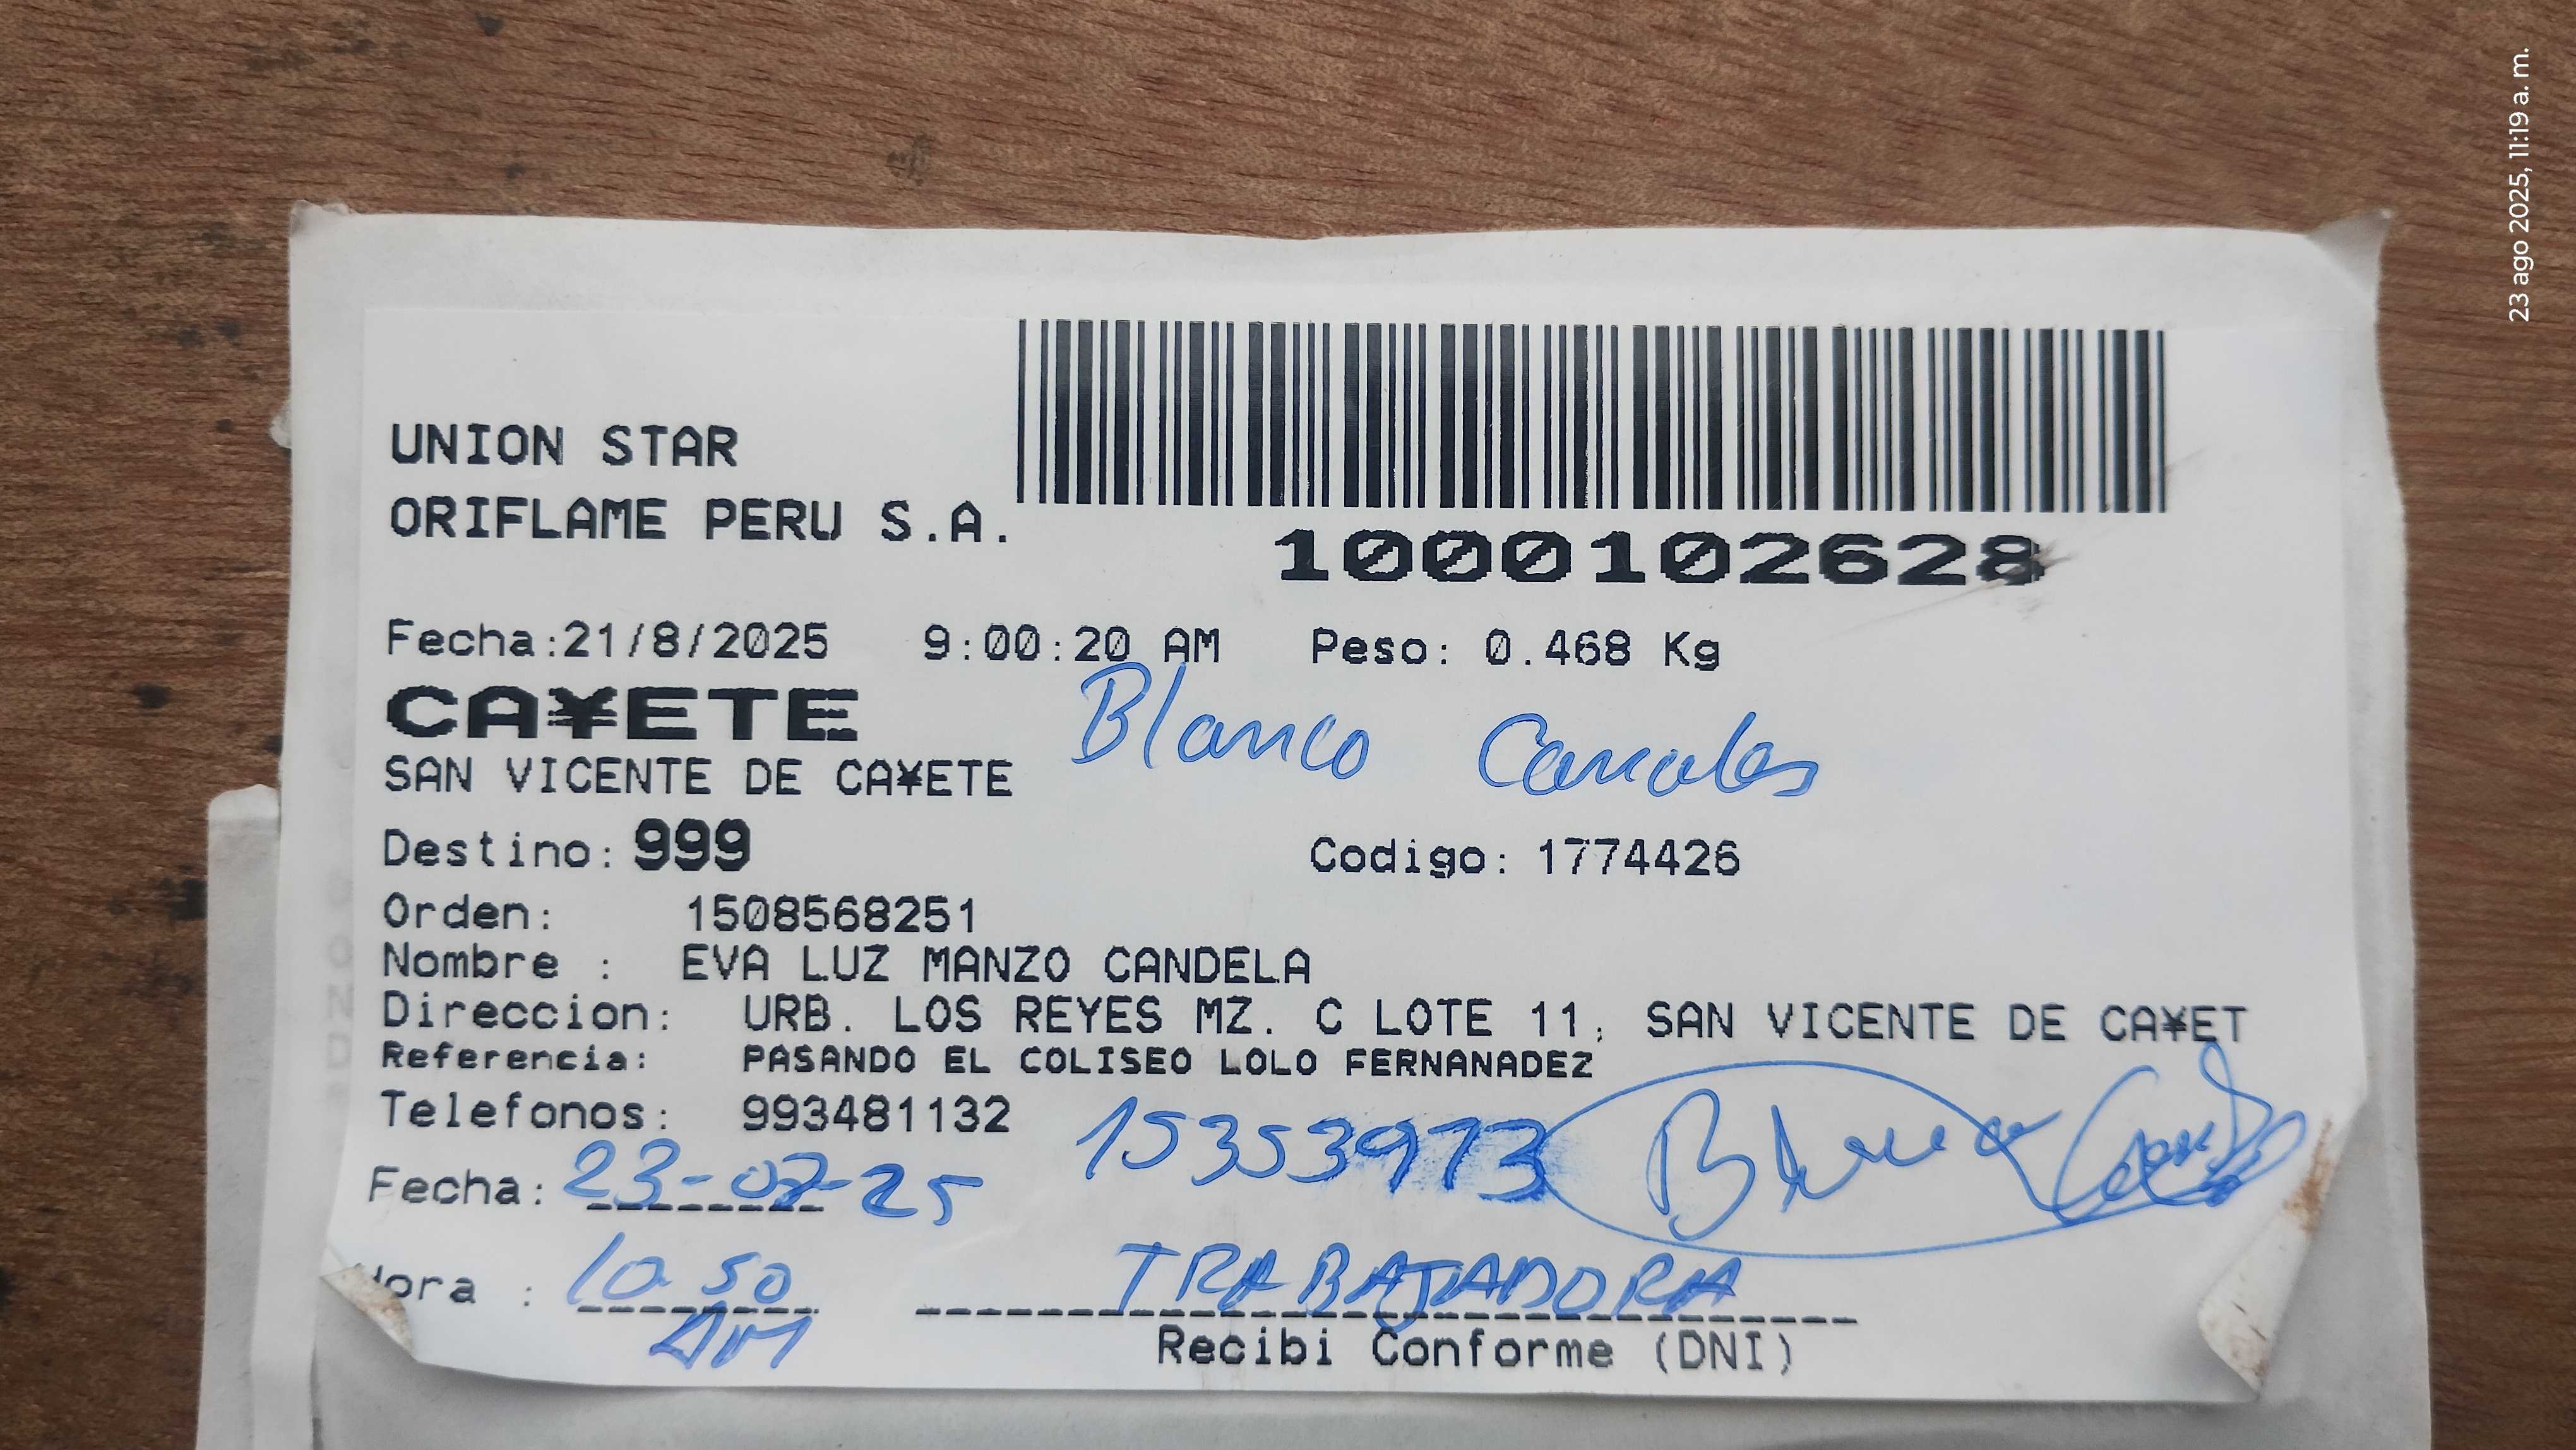 23 ago 2025, 11:19 a. m.
UNION STAR
ORIFLAME PERU S.A.
1000102628
Fecha:21/8/2025 9:00:20 AM Peso: 0.468 Kg
CA¥ETE
Blanco Canales
SAN VICENTE DE CA¥ETE
Destino: 999 Codigo: 1774426
Orden: 1508568251
Nombre : EVA LUZ MANZO CANDELA
Direccion: URB. LOS REYES MZ. C LOTE 11, SAN VICENTE DE CA¥ET
Referencia: PASANDO EL COLISEO LOLO FERNANADEZ
Telefonos: 993481132
15353973
Fecha: 23-07-25
Hora : 10 50 AM
TRABAJADORA
Recibi Conforme (DNI)